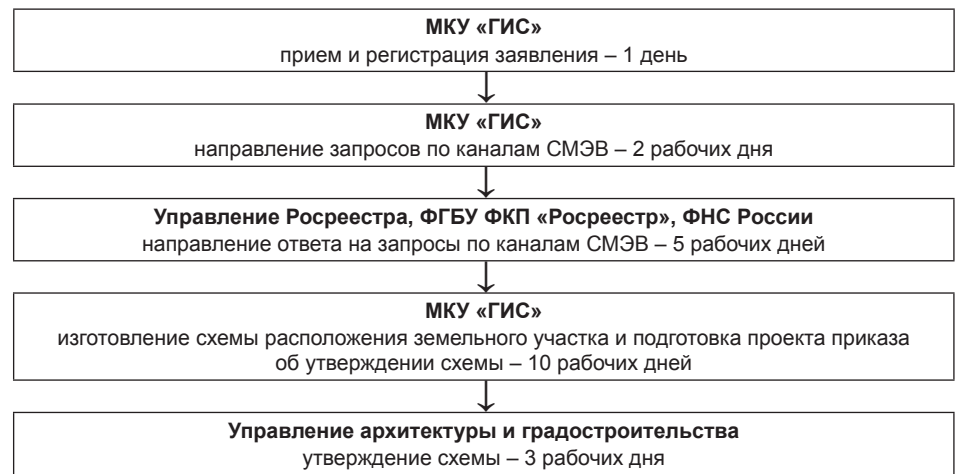 МКУ «ГИС»
прием и регистрация заявления – 1 день
МКУ «ГИС»
направление запросов по каналам СМЭВ – 2 рабочих дня
Управление Росреестра, ФГБУ ФКП «Росреестр», ФНС России
направление ответа на запросы по каналам СМЭВ – 5 рабочих дней
МКУ «ГИС»
изготовление схемы расположения земельного участка и подготовка проекта приказа
об утверждении схемы – 10 рабочих дней
Управление архитектуры и градостроительства
утверждение схемы – 3 рабочих дня